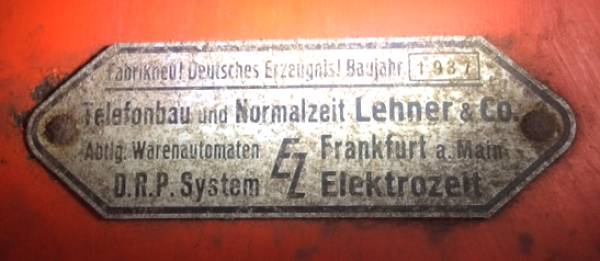 Fabrikneu! Deutsches Erzeugnis! Baujahr 1937
Telefonbau und Normalzeit Lehner & Co.
Abtlg. Warenautomaten EZ Frankfurt a. Main
D.R.P. System Elektrozeit